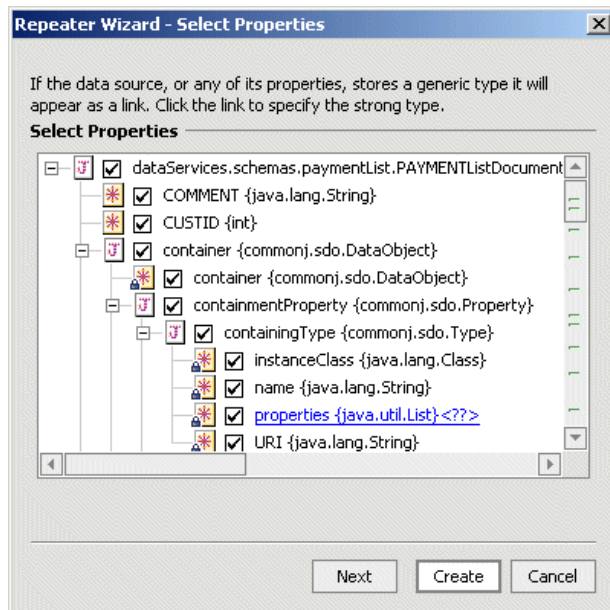 Repeater Wizard - Select Properties
If the data source, or any of its properties, stores a generic type it will
appear as a link. Click the link to specify the strong type.
Select Properties
dataServices.schemas.paymentList.PAYMENTListDocument
COMMENT {java.lang.String}
CUSTID {int}
container {commonj.sdo.DataObject}
container {commonj.sdo.DataObject}
containmentProperty {commonj.sdo.Property}
containingType {commonj.sdo.Type}
instanceClass {java.lang.Class}
name {java.lang.String}
properties {java.util.List}<??>
URI {java.lang.String}
Next Create Cancel